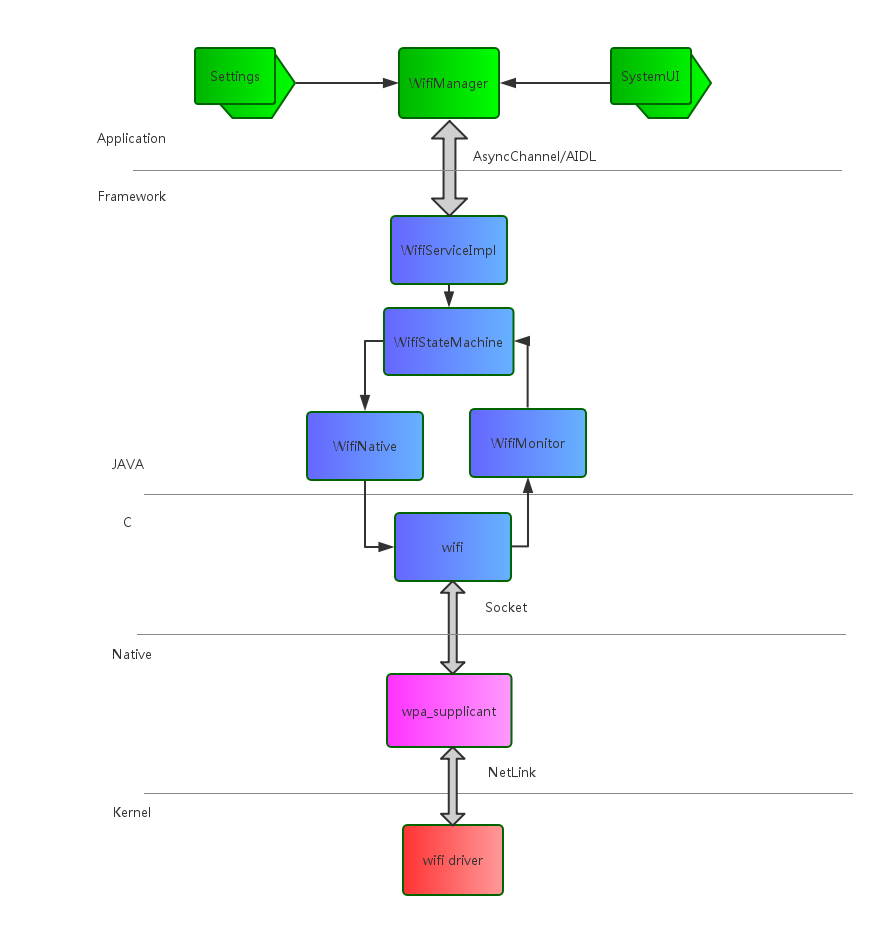 Settings
WifiManager
SystemUI
Application
AsyncChannel/AIDL
Framework
WifiServiceImpl
WifiStateMachine
WifiNative
WifiMonitor
JAVA
C
wifi
Socket
Native
wpa_supplicant
NetLink
Kernel
wifi driver